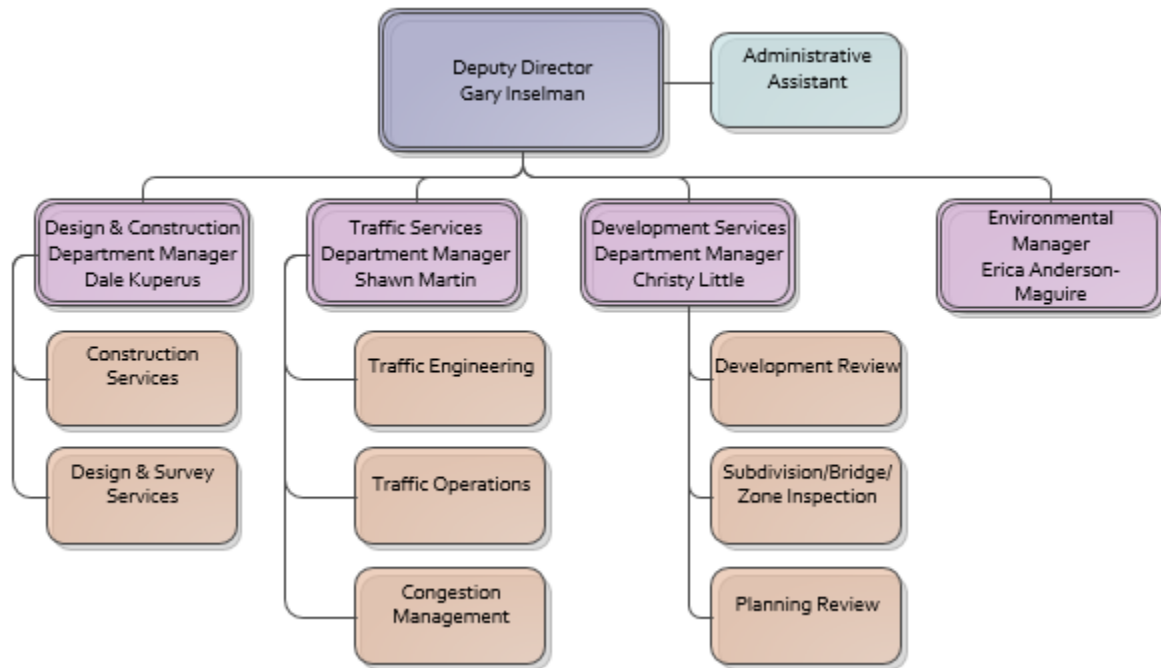 Deputy Director
Gary Inselman
Administrative
Assistant
Design & Construction
Department Manager
Dale Kuperus
Traffic Services
Department Manager
Shawn Martin
Development Services
Department Manager
Christy Little
Environmental
Manager
Erica Anderson-
Maguire
Construction
Services
Traffic Engineering
Development Review
Design & Survey
Services
Traffic Operations
Subdivision/Bridge/
Zone Inspection
Congestion
Management
Planning Review